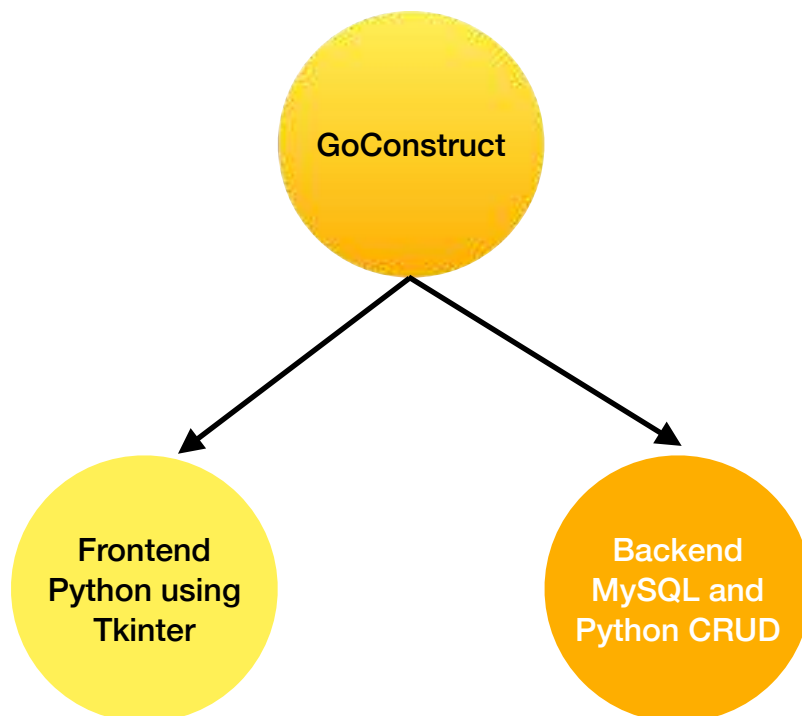 GoConstruct
Frontend
Python using
Tkinter
Backend
MySQL and
Python CRUD